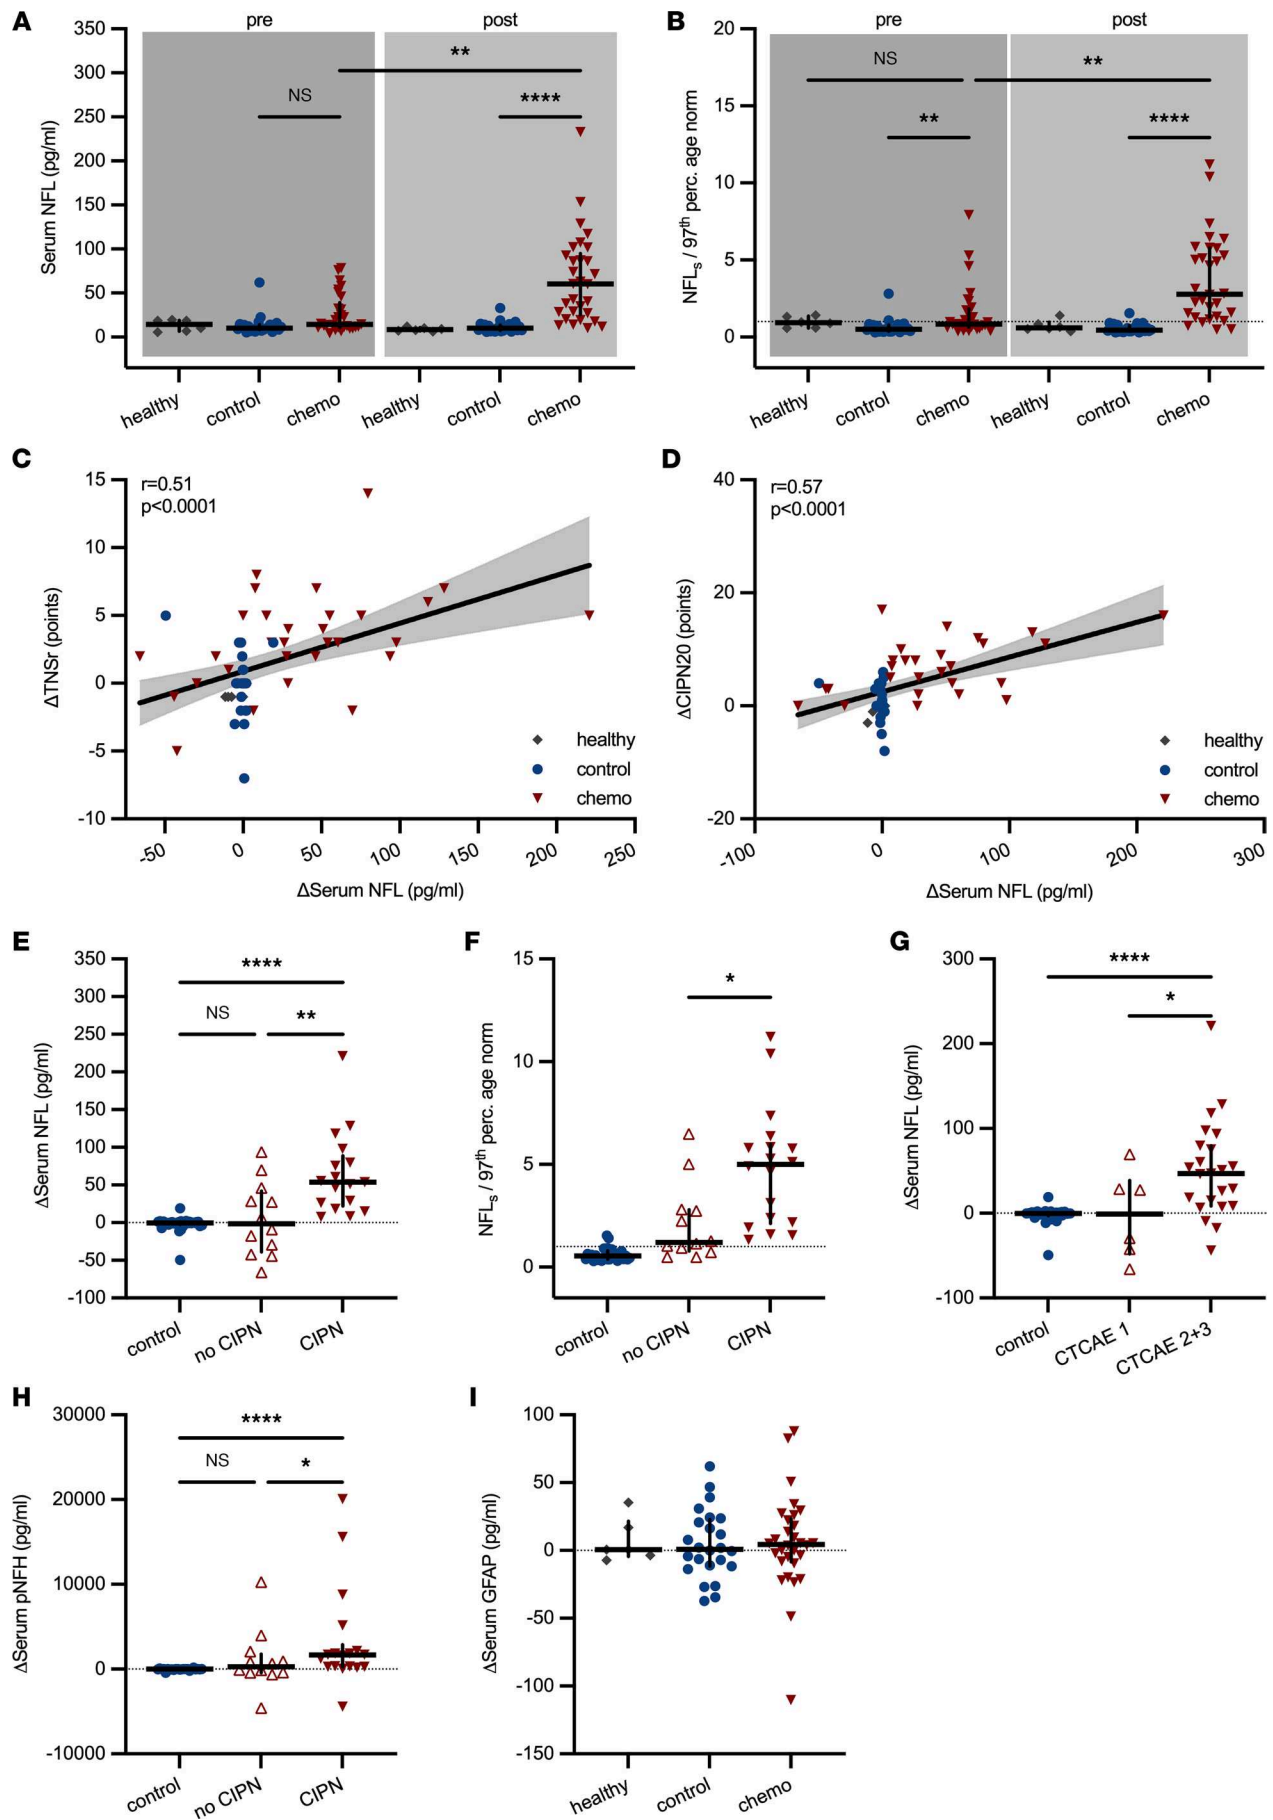 A
pre
post
350
300
250
200
150
100
50
0
Serum NFL (pg/ml)
NS
**
****
healthy
control
chemo
healthy
control
chemo
B
pre
post
20
15
10
5
0
NFLs / 97th perc. age norm
NS
**
**
****
healthy
control
chemo
healthy
control
chemo
C
r=0.51
p<0.0001
15
10
5
0
-5
-10
ΔTNSr (points)
healthy
control
chemo
-50
0
50
100
150
200
250
ΔSerum NFL (pg/ml)
D
r=0.57
p<0.0001
40
20
0
-20
ΔCIPN20 (points)
healthy
control
chemo
-100
0
100
200
300
ΔSerum NFL (pg/ml)
E
350
300
250
200
150
100
50
0
-50
-100
ΔSerum NFL (pg/ml)
****
NS
**
control
no CIPN
CIPN
F
15
10
5
0
NFLs / 97th perc. age norm
*
control
no CIPN
CIPN
G
300
200
100
0
-100
ΔSerum NFL (pg/ml)
****
*
control
CTCAE 1
CTCAE 2+3
H
30000
20000
10000
0
-10000
ΔSerum pNFH (pg/ml)
****
NS
*
control
no CIPN
CIPN
I
100
50
0
-50
-100
-150
ΔSerum GFAP (pg/ml)
healthy
control
chemo